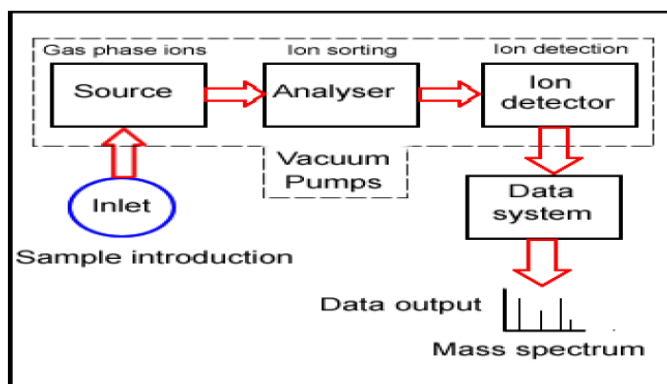 Gas phase ions
Ion sorting
Ion detection
Source
Analyser
Ion
detector
Vacuum
Pumps
Inlet
Data
system
Sample introduction
Data output
Mass spectrum